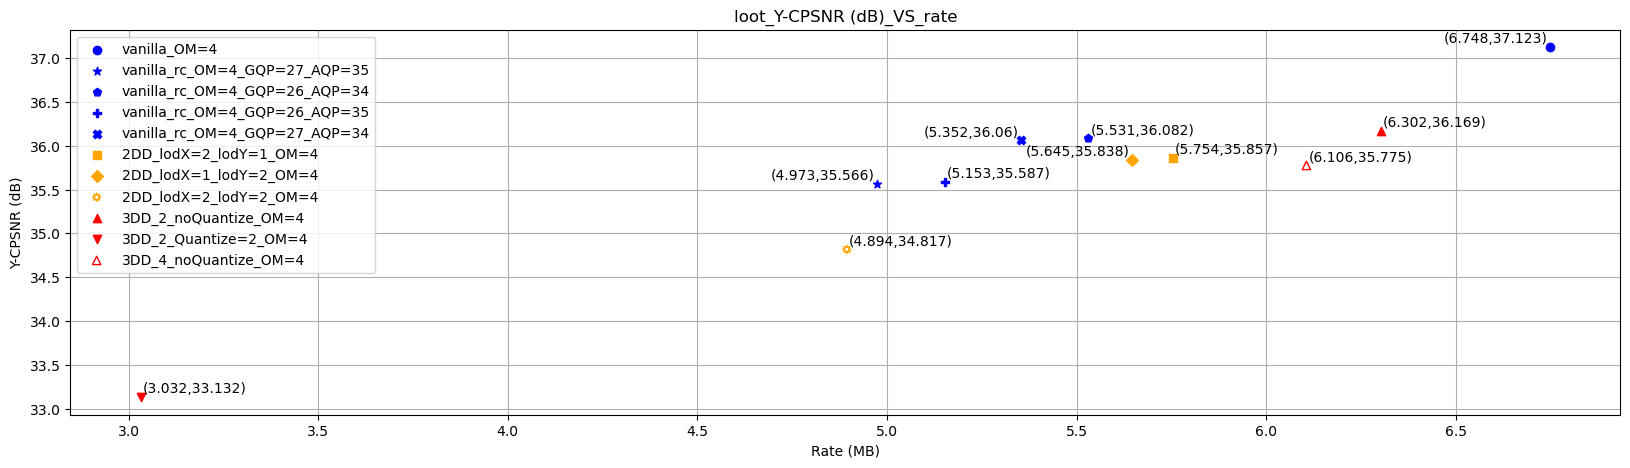 loot_Y-CPSNR (dB)_VS_rate
vanilla_OM=4
vanilla_rc_OM=4_GQP=27_AQP=35
vanilla_rc_OM=4_GQP=26_AQP=34
vanilla_rc_OM=4_GQP=26_AQP=35
vanilla_rc_OM=4_GQP=27_AQP=34
2DD_lodX=2_lodY=1_OM=4
2DD_lodX=1_lodY=2_OM=4
2DD_lodX=2_lodY=2_OM=4
3DD_2_noQuantize_OM=4
3DD_2_Quantize=2_OM=4
3DD_4_noQuantize_OM=4
(6.748,37.123)
(6.302,36.169)
(5.531,36.082)
(5.352,36.06)
(5.645,35.838)
(5.754,35.857)
(6.106,35.775)
(4.973,35.566)
(5.153,35.587)
(4.894,34.817)
(3.032,33.132)
37.0
36.5
36.0
35.5
35.0
34.5
34.0
33.5
33.0
Y-CPSNR (dB)
3.0
3.5
4.0
4.5
5.0
5.5
6.0
6.5
Rate (MB)